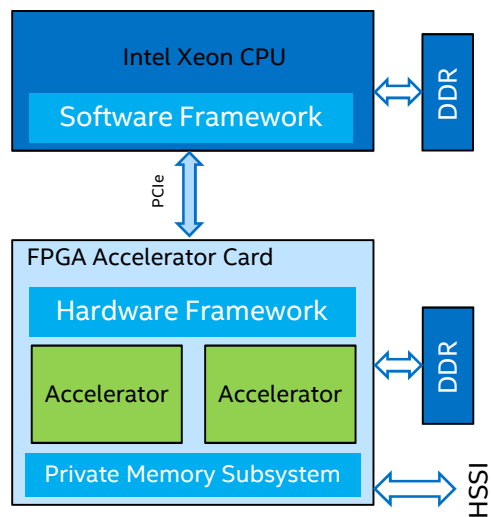 Intel Xeon CPU
Software Framework
DDR
PCIe
FPGA Accelerator Card
Hardware Framework
DDR
Accelerator
Accelerator
Private Memory Subsystem
HSSI